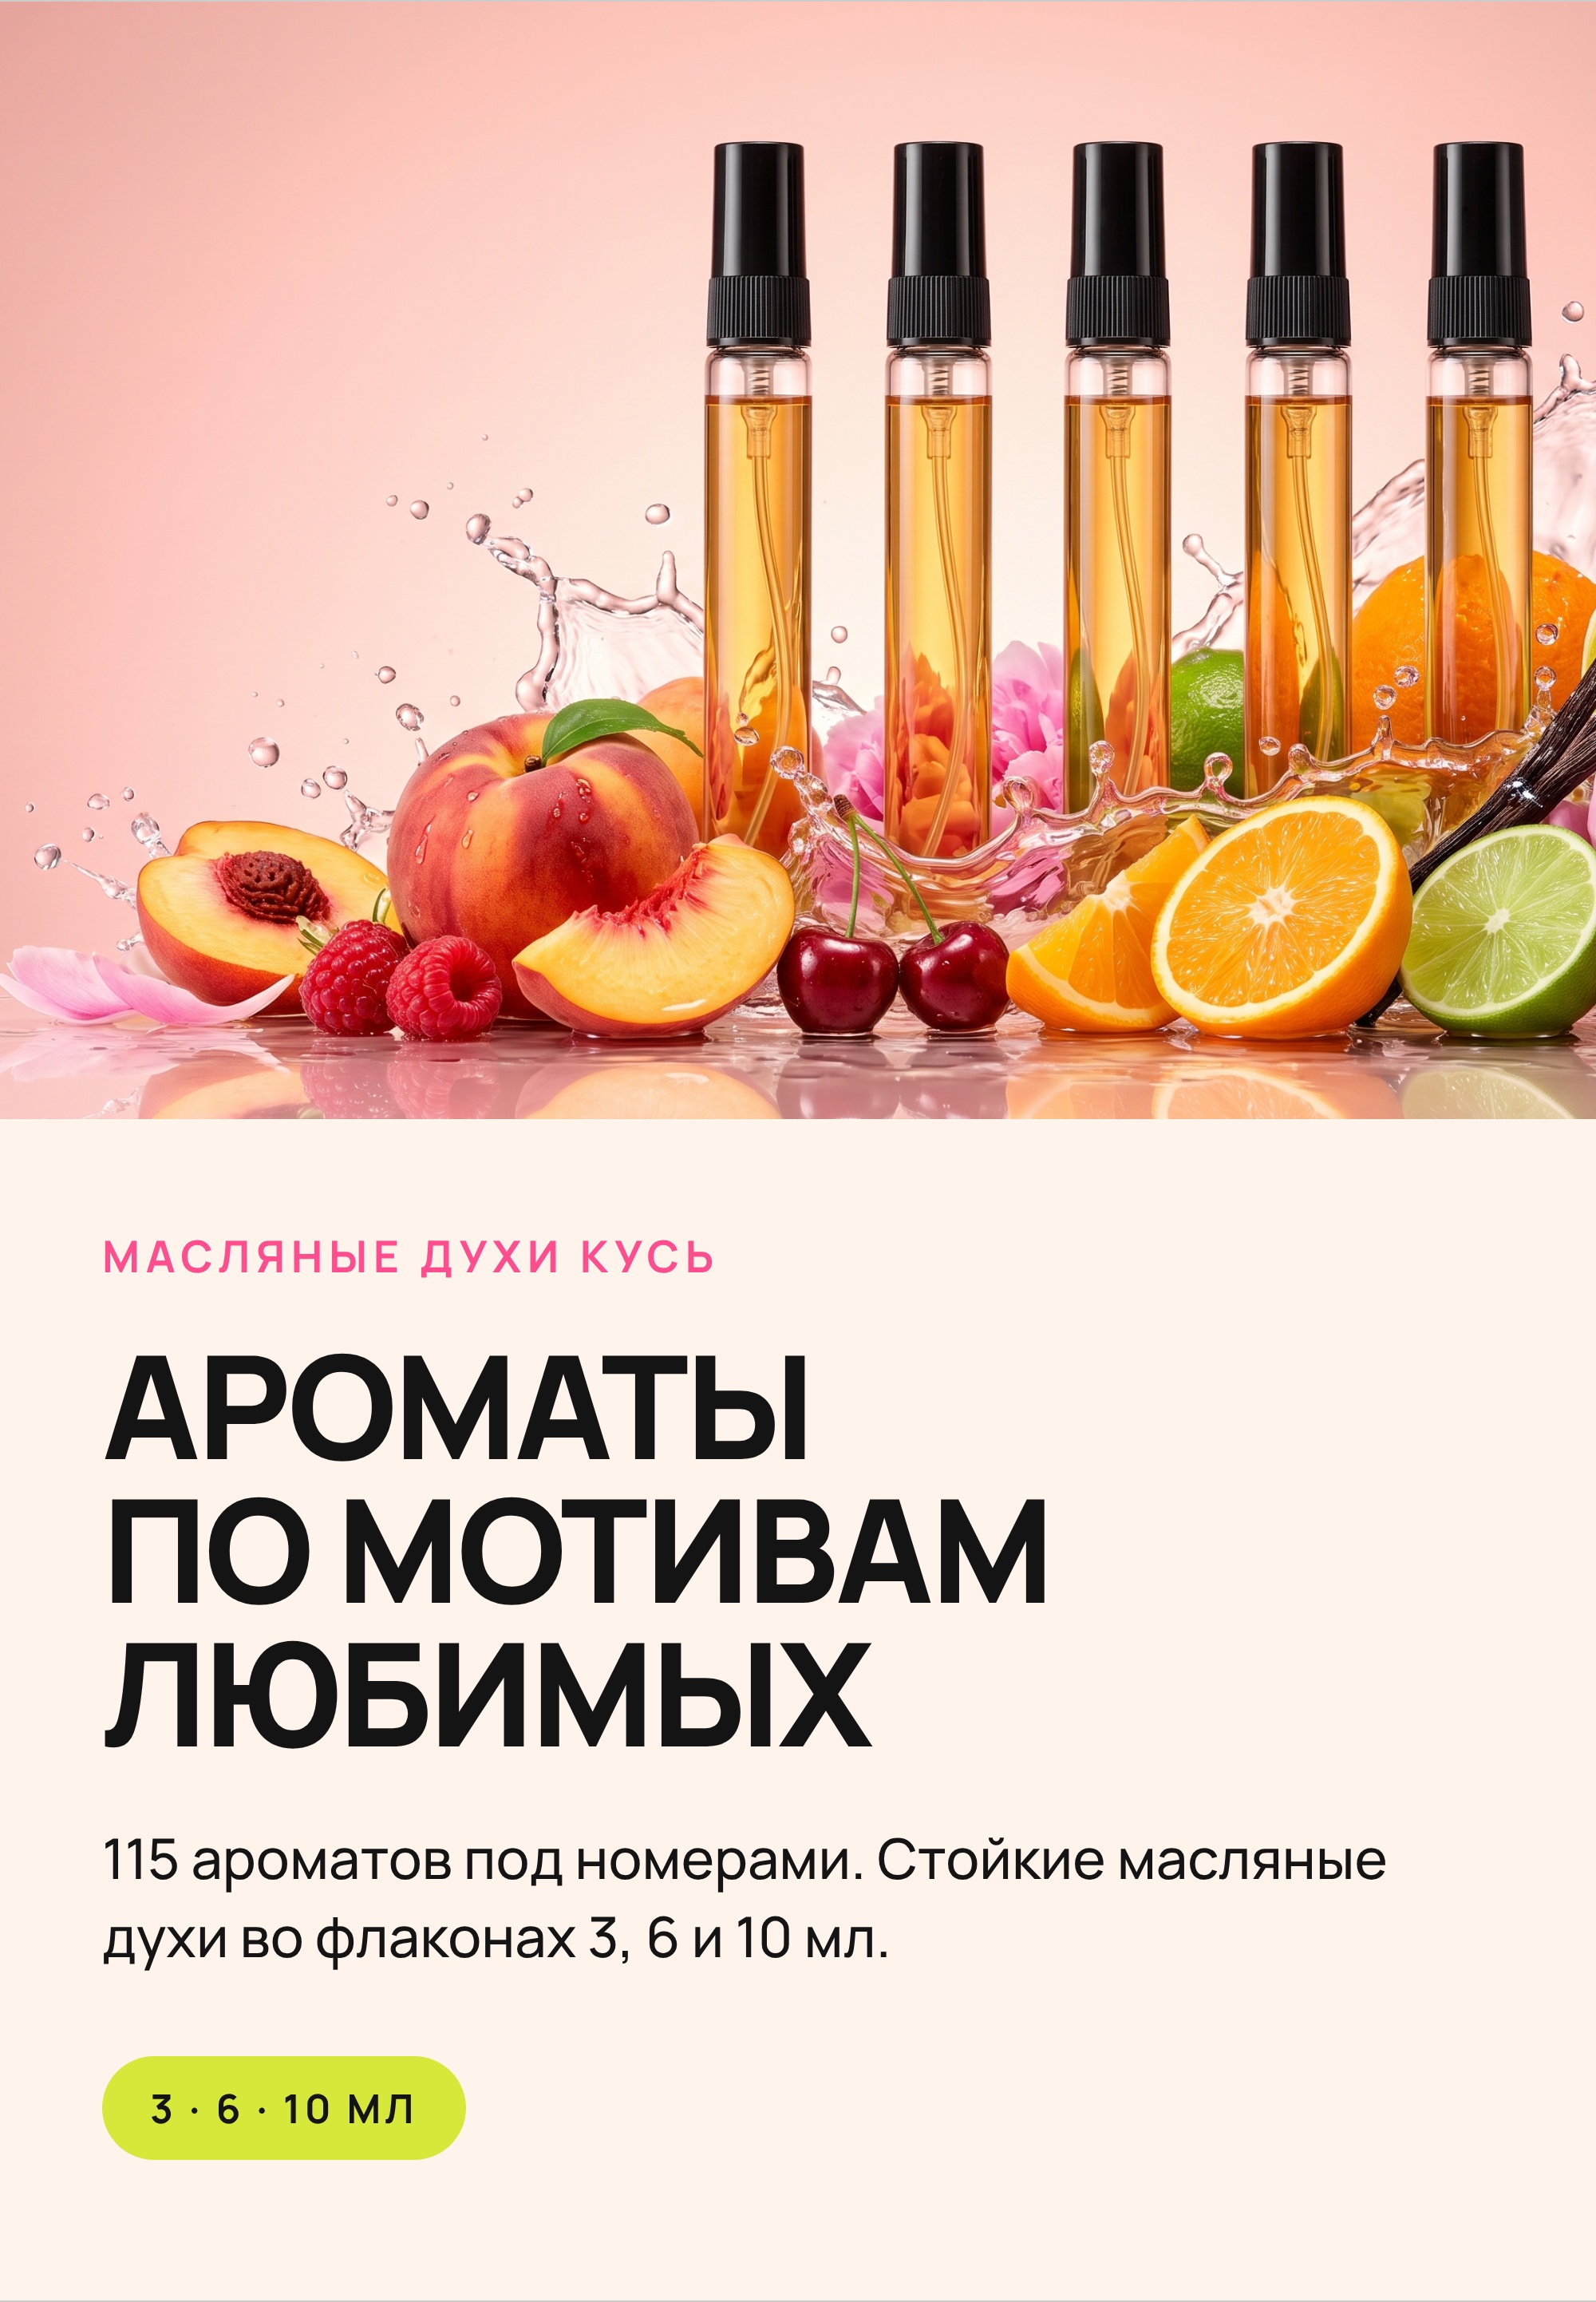 МАСЛЯНЫЕ ДУХИ КУСЬ
АРОМАТЫ
ПО МОТИВАМ
ЛЮБИМЫХ
115 ароматов под номерами. Стойкие масляные
духи во флаконах 3, 6 и 10 мл.
3 · 6 · 10 МЛ